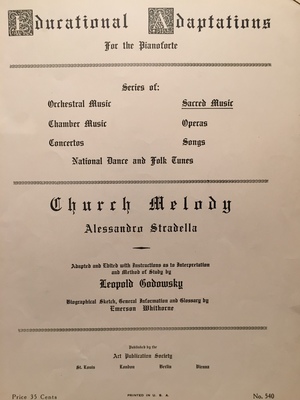 Educational Adaptations
For the Pianoforte
Series of:
Orchestral Music Sacred Music
Chamber Music Operas
Concertos Songs
National Dance and Folk Tunes
Church Melody
Alessandro Stradella
Adapted and Edited with Instructions as to Interpretation
and Method of Study by
Leopold Godowsky
Biographical Sketch, General Information and Glossary by
Emerson Whithorne
Published by the
Art Publication Society
St. Louis London Berlin Vienna
Price 35 Cents PRINTED IN U. S. A. No. 540